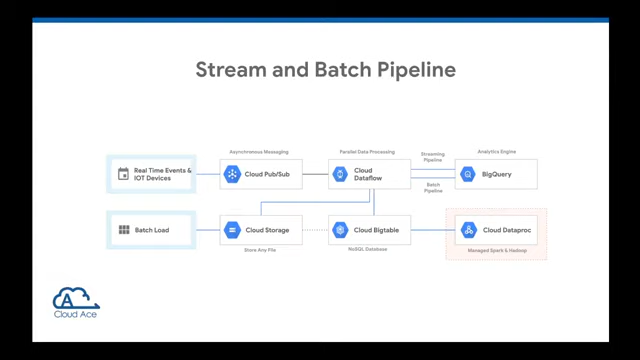 Stream and Batch Pipeline
Asynchronous Messaging
Parallel Data Processing
Streaming
Pipeline
Analytics Engine
Real Time Events &
IOT Devices
Cloud Pub/Sub
Cloud
Dataflow
BigQuery
Batch
Pipeline
Batch Load
Cloud Storage
Cloud Bigtable
Cloud Dataproc
Store Any File
NoSQL Database
Managed Spark & Hadoop
A
Cloud Ace